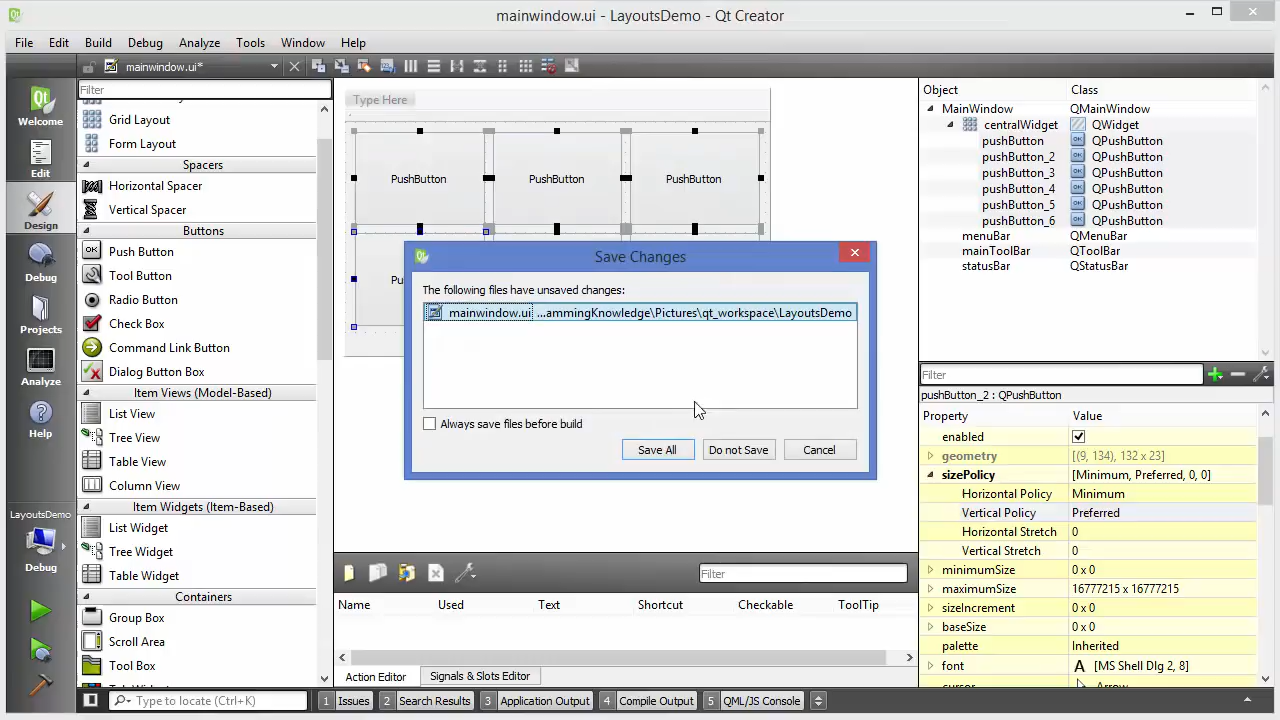 mainwindow.ui - LayoutsDemo - Qt Creator
File Edit Build Debug Analyze Tools Window Help
mainwindow.ui*
Filter
Welcome
Edit
Design
Debug
Projects
Analyze
Help
LayoutsDemo
Debug
Grid Layout
Form Layout
Spacers
Horizontal Spacer
Vertical Spacer
Buttons
Push Button
Tool Button
Radio Button
Check Box
Command Link Button
Dialog Button Box
Item Views (Model-Based)
List View
Tree View
Table View
Column View
Item Widgets (Item-Based)
List Widget
Tree Widget
Table Widget
Containers
Group Box
Scroll Area
Tool Box
Type Here
PushButton PushButton PushButton
Save Changes
The following files have unsaved changes:
mainwindow.ui ...ammingKnowledge\Pictures\qt_workspace\LayoutsDemo
Always save files before build
Save All Do not Save Cancel
Filter
Name Used Text Shortcut Checkable ToolTip
Action Editor Signals & Slots Editor
Object Class
MainWindow QMainWindow
centralWidget QWidget
pushButton QPushButton
pushButton_2 QPushButton
pushButton_3 QPushButton
pushButton_4 QPushButton
pushButton_5 QPushButton
pushButton_6 QPushButton
menuBar QMenuBar
mainToolBar QToolBar
statusBar QStatusBar
Filter
pushButton_2 : QPushButton
Property Value
enabled
geometry [(9, 134), 132 x 23]
sizePolicy [Minimum, Preferred, 0, 0]
Horizontal Policy Minimum
Vertical Policy Preferred
Horizontal Stretch 0
Vertical Stretch 0
minimumSize 0 x 0
maximumSize 16777215 x 16777215
sizeIncrement 0 x 0
baseSize 0 x 0
palette Inherited
font A [MS Shell Dlg 2, 8]
cursor Arrow
Type to locate (Ctrl+K) 1 Issues 2 Search Results 3 Application Output 4 Compile Output 5 QML/JS Console